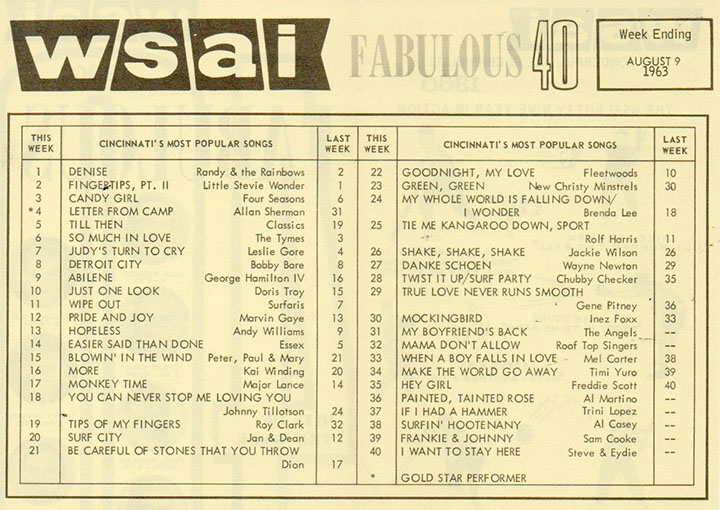 wsai FABULOUS 40
Week Ending
AUGUST 9
1963
THIS WEEK CINCINNATI'S MOST POPULAR SONGS LAST WEEK
1 DENISE Randy & the Rainbows 2
2 FINGERTIPS, PT. II Little Stevie Wonder 1
3 CANDY GIRL Four Seasons 6
*4 LETTER FROM CAMP Allan Sherman 31
5 TILL THEN Classics 19
6 SO MUCH IN LOVE The Tymes 3
7 JUDY'S TURN TO CRY Leslie Gore 4
8 DETROIT CITY Bobby Bare 8
9 ABILENE George Hamilton IV 16
10 JUST ONE LOOK Doris Troy 15
11 WIPE OUT Surfaris 7
12 PRIDE AND JOY Marvin Gaye 13
13 HOPELESS Andy Williams 9
14 EASIER SAID THAN DONE Essex 5
15 BLOWIN' IN THE WIND Peter, Paul & Mary 21
16 MORE Kai Winding 20
17 MONKEY TIME Major Lance 14
18 YOU CAN NEVER STOP ME LOVING YOU
Johnny Tillotson 24
19 TIPS OF MY FINGERS Roy Clark 32
20 SURF CITY Jan & Dean 12
21 BE CAREFUL OF STONES THAT YOU THROW
Dion 17
THIS WEEK CINCINNATI'S MOST POPULAR SONGS LAST WEEK
22 GOODNIGHT, MY LOVE Fleetwoods 10
23 GREEN, GREEN New Christy Minstrels 30
24 MY WHOLE WORLD IS FALLING DOWN/
I WONDER Brenda Lee 18
25 TIE ME KANGAROO DOWN, SPORT
Rolf Harris 11
26 SHAKE, SHAKE, SHAKE Jackie Wilson 26
27 DANKE SCHOEN Wayne Newton 29
28 TWIST IT UP/SURF PARTY Chubby Checker 35
29 TRUE LOVE NEVER RUNS SMOOTH
Gene Pitney 36
30 MOCKINGBIRD Inez Foxx 33
31 MY BOYFRIEND'S BACK The Angels --
32 MAMA DON'T ALLOW Roof Top Singers --
33 WHEN A BOY FALLS IN LOVE Mel Carter 38
34 MAKE THE WORLD GO AWAY Timi Yuro 39
35 HEY GIRL Freddie Scott 40
36 PAINTED, TAINTED ROSE Al Martino --
37 IF I HAD A HAMMER Trini Lopez --
38 SURFIN' HOOTENANY Al Casey --
39 FRANKIE & JOHNNY Sam Cooke --
40 I WANT TO STAY HERE Steve & Eydie --
* GOLD STAR PERFORMER